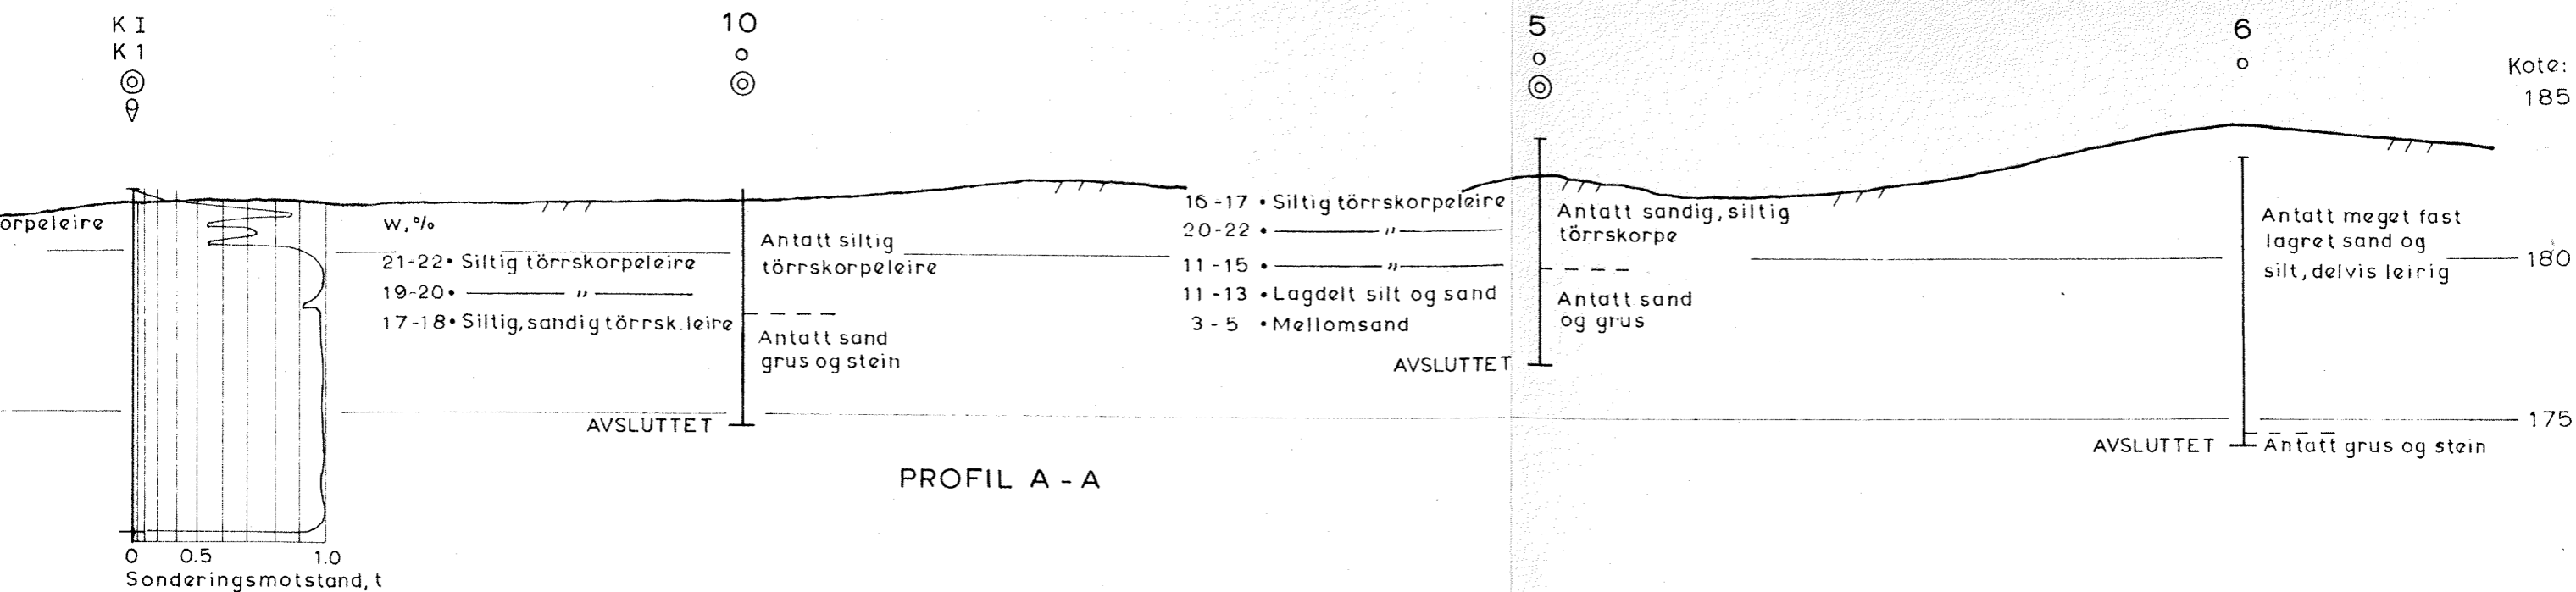 K I
K 1
10
5
6
Kote:
185
orpeleire
w, %
21-22 • Siltig törrskorpeleire
19-20 • ——— " ———
17-18 • Siltig, sandig törrsk. leire
Antatt siltig
törrskorpeleire
Antatt sand
grus og stein
AVSLUTTET
16-17 • Siltig törrskorpeleire
20-22 • ——— " ———
11-15 • ——— " ———
11-13 • Lagdelt silt og sand
3-5 • Mellomsand
AVSLUTTET
Antatt sandig, siltig
törrskorpe
Antatt sand
og grus
Antatt meget fast
lagret sand og
silt, delvis leirig
180
175
AVSLUTTET
Antatt grus og stein
PROFIL A - A
0 0.5 1.0
Sonderingsmotstand, t